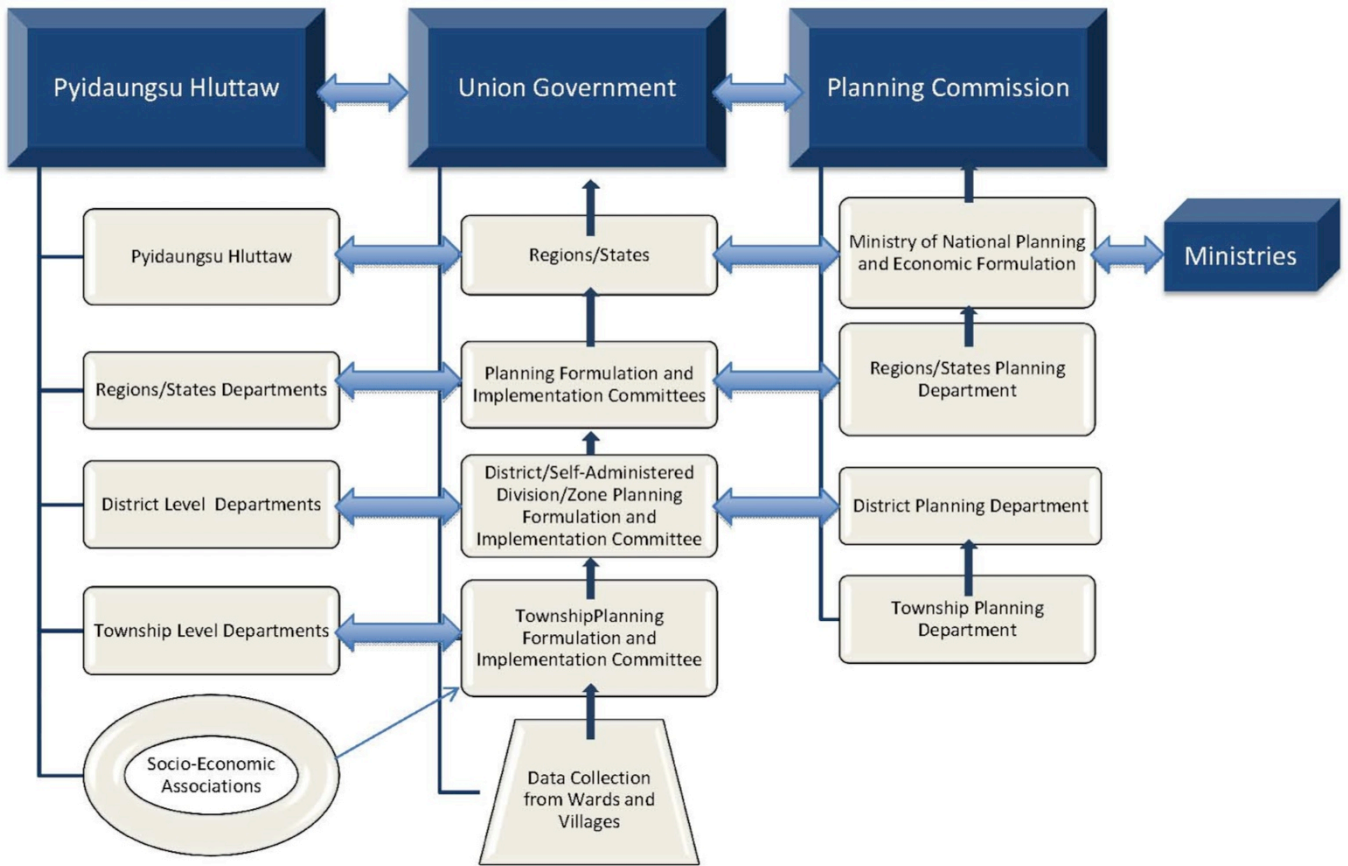 Pyidaungsu Hluttaw
Union Government
Planning Commission
Pyidaungsu Hluttaw
Regions/States
Ministry of National Planning
and Economic Formulation
Ministries
Regions/States Departments
Planning Formulation and
Implementation Committees
Regions/States Planning
Department
District Level  Departments
District/Self-Administered
Division/Zone Planning
Formulation and
Implementation Committee
District Planning Department
Township Level Departments
TownshipPlanning
Formulation and
Implementation Committee
Township Planning
Department
Socio-Economic
Associations
Data Collection
from Wards and
Villages